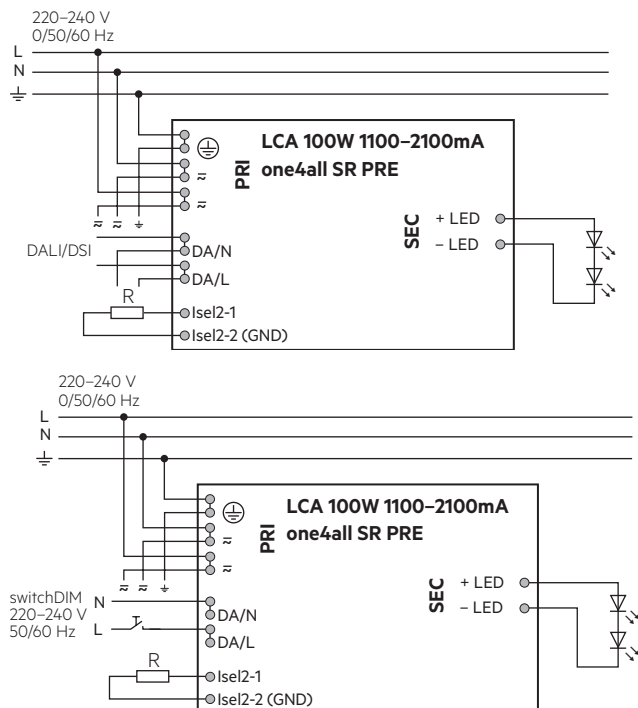 220–240 V
0/50/60 Hz
L
N
LCA 100W 1100–2100mA
one4all SR PRE
PRI
SEC
+ LED
– LED
DALI/DSI
DA/N
DA/L
R
Isel2-1
Isel2-2 (GND)
220–240 V
0/50/60 Hz
L
N
LCA 100W 1100–2100mA
one4all SR PRE
PRI
SEC
+ LED
– LED
switchDIM N
220–240 V
50/60 Hz L
DA/N
DA/L
R
Isel2-1
Isel2-2 (GND)